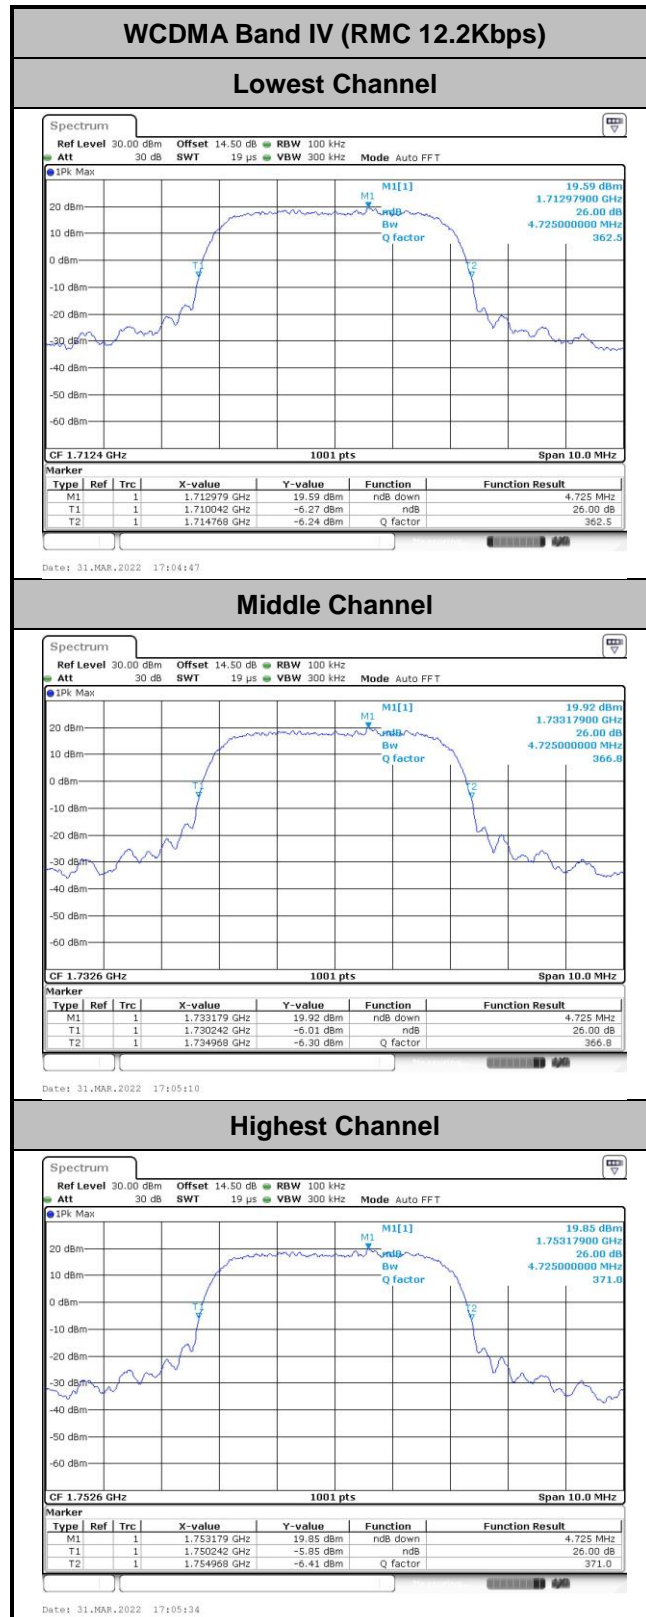 WCDMA Band IV (RMC 12.2Kbps)
Lowest Channel
Spectrum
Ref Level 30.00 dBm Offset 14.50 dB RBW 100 kHz
Att 30 dB SWT 19 µs VBW 300 kHz Mode Auto FFT
1Pk Max
M1[1] 19.59 dBm
1.71297900 GHz
M1
ndB 26.00 dB
Bw 4.725000000 MHz
Q factor 362.5
20 dBm
10 dBm
0 dBm
T1
T2
-10 dBm
-20 dBm
-30 dBm
-40 dBm
-50 dBm
-60 dBm
CF 1.7124 GHz 1001 pts Span 10.0 MHz
Marker
Type Ref Trc X-value Y-value Function Function Result
M1 1 1.712979 GHz 19.59 dBm ndB down 4.725 MHz
T1 1 1.710042 GHz -6.27 dBm ndB 26.00 dB
T2 1 1.714768 GHz -6.24 dBm Q factor 362.5
Date: 31.MAR.2022 17:04:47
Middle Channel
Spectrum
Ref Level 30.00 dBm Offset 14.50 dB RBW 100 kHz
Att 30 dB SWT 19 µs VBW 300 kHz Mode Auto FFT
1Pk Max
M1[1] 19.92 dBm
1.73317900 GHz
M1
ndB 26.00 dB
Bw 4.725000000 MHz
Q factor 366.8
20 dBm
10 dBm
0 dBm
T1
T2
-10 dBm
-20 dBm
-30 dBm
-40 dBm
-50 dBm
-60 dBm
CF 1.7326 GHz 1001 pts Span 10.0 MHz
Marker
Type Ref Trc X-value Y-value Function Function Result
M1 1 1.733179 GHz 19.92 dBm ndB down 4.725 MHz
T1 1 1.730242 GHz -6.01 dBm ndB 26.00 dB
T2 1 1.734968 GHz -6.30 dBm Q factor 366.8
Date: 31.MAR.2022 17:05:10
Highest Channel
Spectrum
Ref Level 30.00 dBm Offset 14.50 dB RBW 100 kHz
Att 30 dB SWT 19 µs VBW 300 kHz Mode Auto FFT
1Pk Max
M1[1] 19.85 dBm
1.75317900 GHz
M1
ndB 26.00 dB
Bw 4.725000000 MHz
Q factor 371.0
20 dBm
10 dBm
0 dBm
T1
T2
-10 dBm
-20 dBm
-30 dBm
-40 dBm
-50 dBm
-60 dBm
CF 1.7526 GHz 1001 pts Span 10.0 MHz
Marker
Type Ref Trc X-value Y-value Function Function Result
M1 1 1.753179 GHz 19.85 dBm ndB down 4.725 MHz
T1 1 1.750242 GHz -5.85 dBm ndB 26.00 dB
T2 1 1.754968 GHz -6.41 dBm Q factor 371.0
Date: 31.MAR.2022 17:05:34